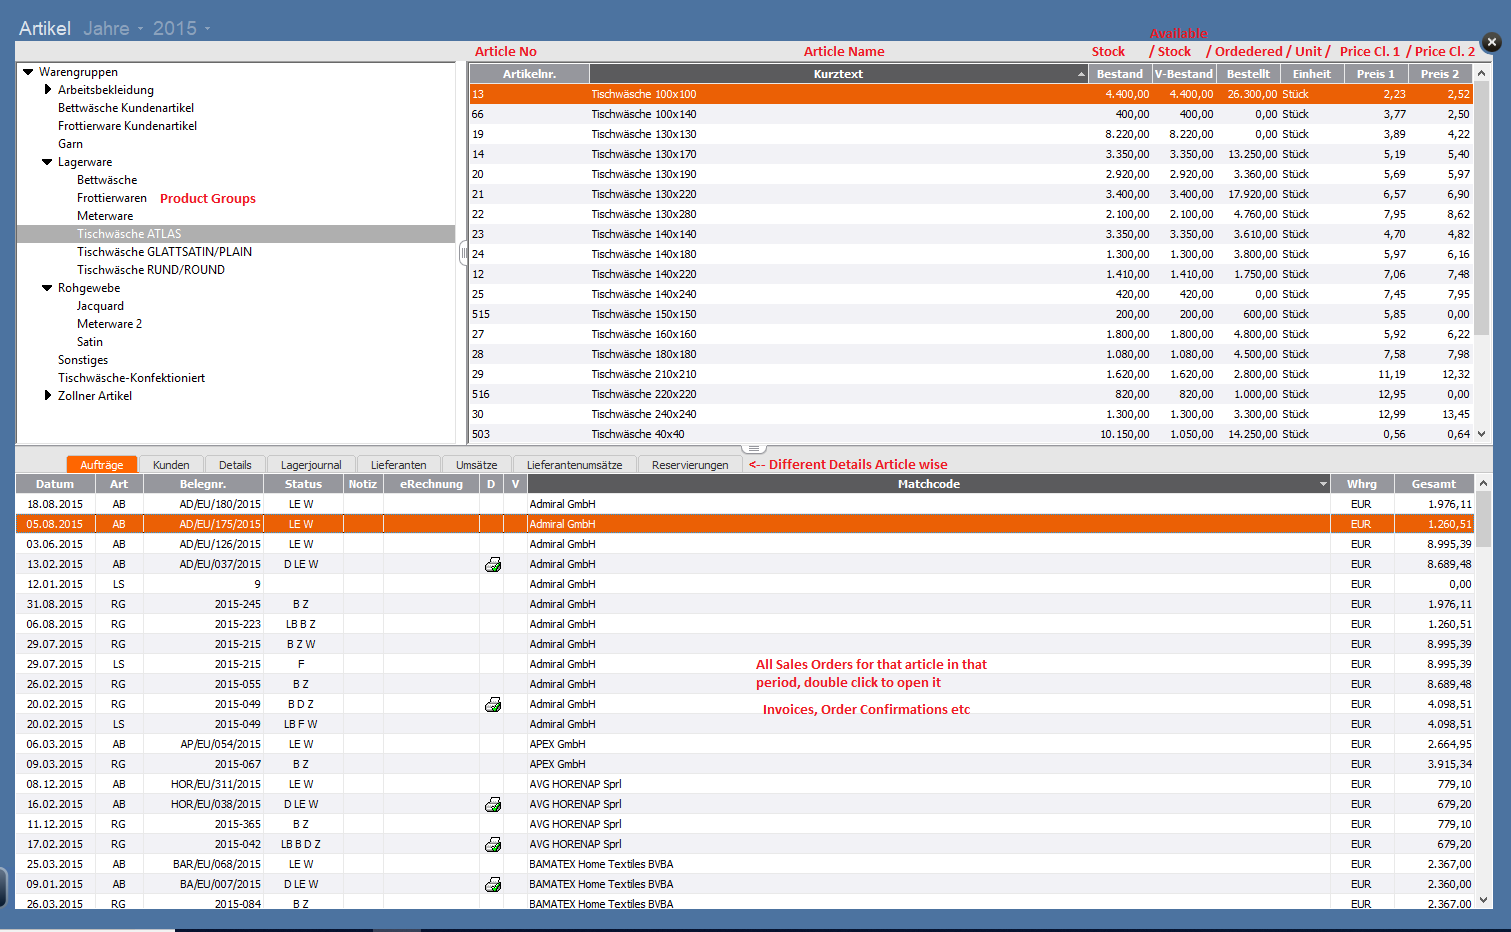 Artikel Jahre 2015
Available
Article No Article Name Stock / Stock / Ordedered / Unit / Price Cl. 1 / Price Cl. 2
Warengruppen
Arbeitsbekleidung
Bettwäsche Kundenartikel
Frottierware Kundenartikel
Garn
Lagerware
Bettwäsche
Frottierwaren Product Groups
Meterware
Tischwäsche ATLAS
Tischwäsche GLATTSATIN/PLAIN
Tischwäsche RUND/ROUND
Rohgewebe
Jacquard
Meterware 2
Satin
Sonstiges
Tischwäsche-Konfektioniert
Zollner Artikel
Artikelnr. Kurztext Bestand V-Bestand Bestellt Einheit Preis 1 Preis 2
13 Tischwäsche 100x100 4.400,00 4.400,00 26.300,00 Stück 2,23 2,52
66 Tischwäsche 100x140 400,00 400,00 0,00 Stück 3,77 2,50
19 Tischwäsche 130x130 8.220,00 8.220,00 0,00 Stück 3,89 4,22
14 Tischwäsche 130x170 3.350,00 3.350,00 13.250,00 Stück 5,19 5,40
20 Tischwäsche 130x190 2.920,00 2.920,00 3.360,00 Stück 5,69 5,97
21 Tischwäsche 130x220 3.400,00 3.400,00 17.920,00 Stück 6,57 6,90
22 Tischwäsche 130x280 2.100,00 2.100,00 4.760,00 Stück 7,95 8,62
23 Tischwäsche 140x140 3.350,00 3.350,00 3.610,00 Stück 4,70 4,82
24 Tischwäsche 140x180 1.300,00 1.300,00 3.800,00 Stück 5,97 6,16
12 Tischwäsche 140x220 1.410,00 1.410,00 1.750,00 Stück 7,06 7,48
25 Tischwäsche 140x240 420,00 420,00 0,00 Stück 7,45 7,95
515 Tischwäsche 150x150 200,00 200,00 600,00 Stück 5,85 0,00
27 Tischwäsche 160x160 1.800,00 1.800,00 4.800,00 Stück 5,92 6,22
28 Tischwäsche 180x180 1.080,00 1.080,00 4.500,00 Stück 7,58 7,98
29 Tischwäsche 210x210 1.620,00 1.620,00 2.800,00 Stück 11,19 12,32
516 Tischwäsche 220x220 820,00 820,00 1.000,00 Stück 12,95 0,00
30 Tischwäsche 240x240 1.300,00 1.300,00 3.300,00 Stück 12,99 13,45
503 Tischwäsche 40x40 10.150,00 1.050,00 14.250,00 Stück 0,56 0,64
Aufträge Kunden Details Lagerjournal Lieferanten Umsätze Lieferantenumsätze Reservierungen <-- Different Details Article wise
Datum Art Belegnr. Status Notiz eRechnung D V Matchcode Whrg Gesamt
18.08.2015 AB AD/EU/180/2015 LE W Admiral GmbH EUR 1.976,11
05.08.2015 AB AD/EU/175/2015 LE W Admiral GmbH EUR 1.260,51
03.06.2015 AB AD/EU/126/2015 LE W Admiral GmbH EUR 8.995,39
13.02.2015 AB AD/EU/037/2015 D LE W Admiral GmbH EUR 8.689,48
12.01.2015 LS 9 Admiral GmbH EUR 0,00
31.08.2015 RG 2015-245 B Z Admiral GmbH EUR 1.976,11
06.08.2015 RG 2015-223 LB B Z Admiral GmbH EUR 1.260,51
29.07.2015 RG 2015-215 B Z W Admiral GmbH EUR 8.995,39
29.07.2015 LS 2015-215 F Admiral GmbH EUR 8.995,39
26.02.2015 RG 2015-055 B Z Admiral GmbH EUR 8.689,48
20.02.2015 RG 2015-049 B D Z Admiral GmbH EUR 4.098,51
20.02.2015 LS 2015-049 LB F W Admiral GmbH EUR 4.098,51
All Sales Orders for that article in that
period, double click to open it
Invoices, Order Confirmations etc
06.03.2015 AB AP/EU/054/2015 LE W APEX GmbH EUR 2.664,95
09.03.2015 RG 2015-067 B Z APEX GmbH EUR 3.915,34
08.12.2015 AB HOR/EU/311/2015 LE W AVG HORENAP Sprl EUR 779,10
16.02.2015 AB HOR/EU/038/2015 D LE W AVG HORENAP Sprl EUR 679,20
11.12.2015 RG 2015-365 B Z AVG HORENAP Sprl EUR 779,10
17.02.2015 RG 2015-042 LB B D Z AVG HORENAP Sprl EUR 679,20
25.03.2015 AB BAR/EU/068/2015 LE W BAMATEX Home Textiles BVBA EUR 2.367,00
09.01.2015 AB BA/EU/007/2015 D LE W BAMATEX Home Textiles BVBA EUR 2.360,00
26.03.2015 RG 2015-084 B Z BAMATEX Home Textiles BVBA EUR 2.367,00